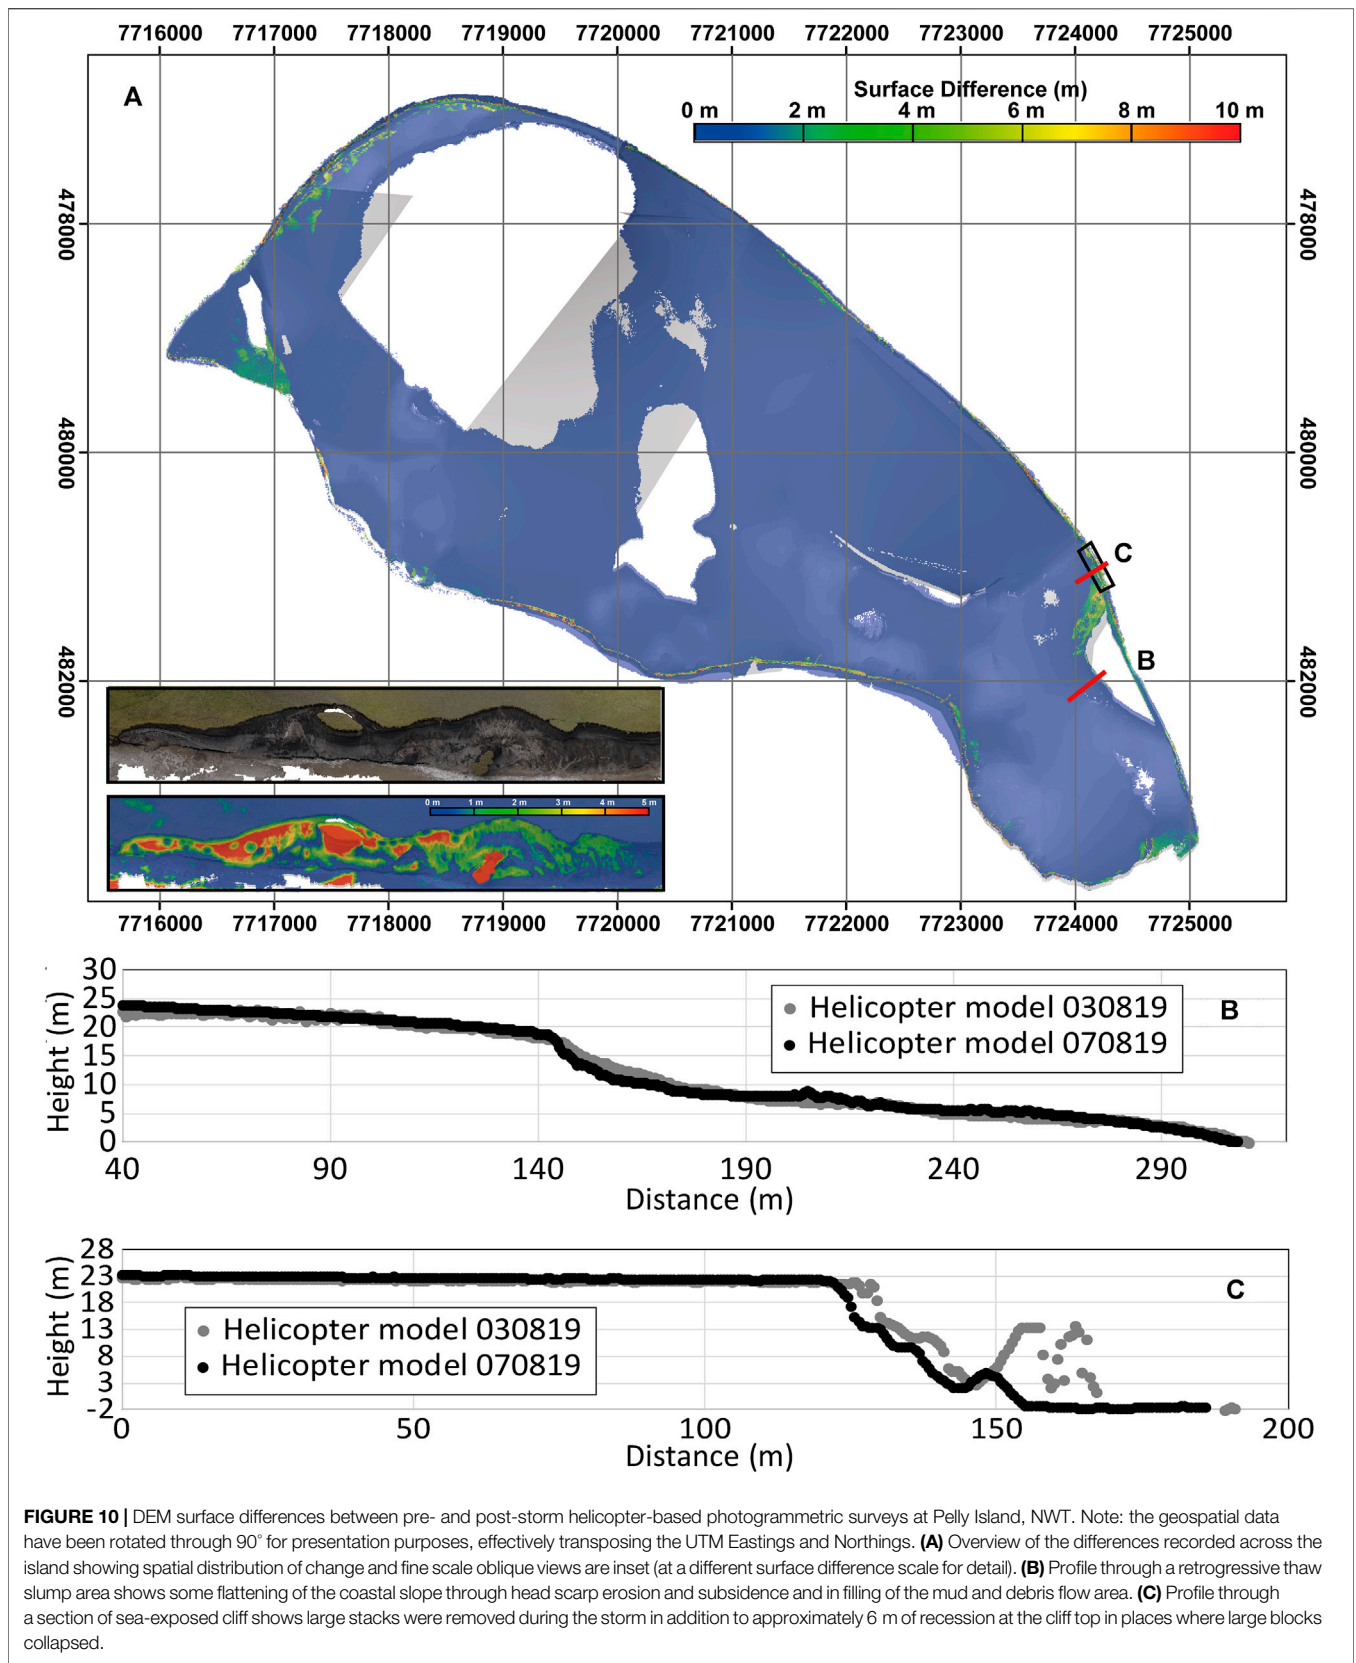 7716000 7717000 7718000 7719000 7720000 7721000 7722000 7723000 7724000 7725000
A
Surface Difference (m)
0 m 2 m 4 m 6 m 8 m 10 m
478000 478000
480000 480000
C
B
482000 482000
0 m 1 m 2 m 3 m 4 m 5 m
7716000 7717000 7718000 7719000 7720000 7721000 7722000 7723000 7724000 7725000
30
25
20
15
10
5
0
Height (m)
Helicopter model 030819
Helicopter model 070819
B
40 90 140 190 240 290
Distance (m)
28
23
18
13
8
3
-2
Height (m)
Helicopter model 030819
Helicopter model 070819
C
0 50 100 150 200
Distance (m)
FIGURE 10 | DEM surface differences between pre- and post-storm helicopter-based photogrammetric surveys at Pelly Island, NWT. Note: the geospatial data
have been rotated through 90° for presentation purposes, effectively transposing the UTM Eastings and Northings. (A) Overview of the differences recorded across the
island showing spatial distribution of change and fine scale oblique views are inset (at a different surface difference scale for detail). (B) Profile through a retrogressive thaw
slump area shows some flattening of the coastal slope through head scarp erosion and subsidence and in filling of the mud and debris flow area. (C) Profile through
a section of sea-exposed cliff shows large stacks were removed during the storm in addition to approximately 6 m of recession at the cliff top in places where large blocks
collapsed.